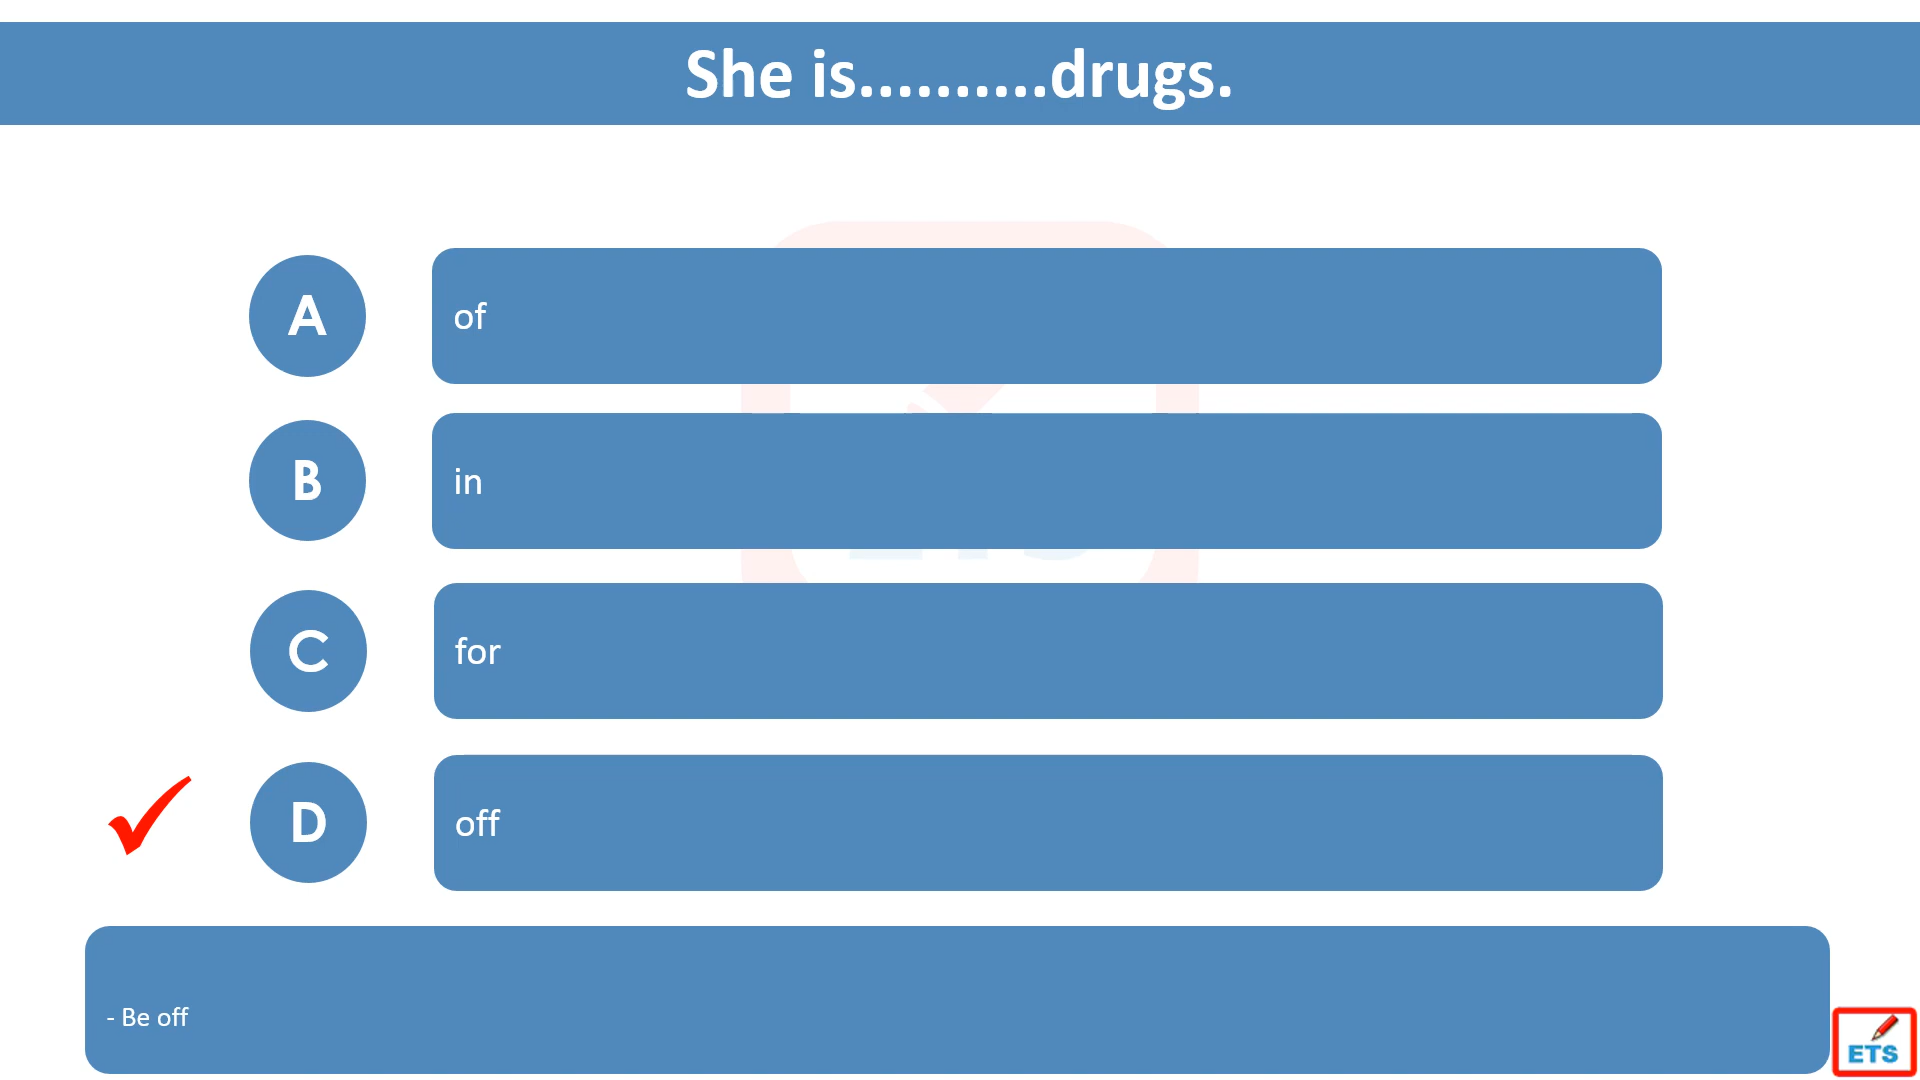 She is..........drugs.
A
of
B
in
C
for
D
off
- Be off
ETS